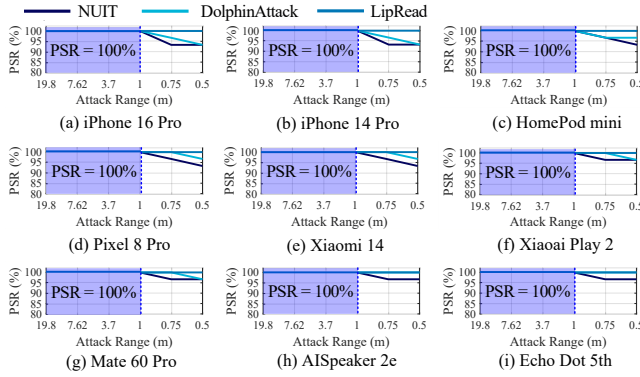 NUIT DolphinAttack LipRead
PSR (%) 100 95 90 85 80 PSR = 100% 19.8 7.62 3.7 1 0.75 0.5 Attack Range (m)
(a) iPhone 16 Pro
PSR (%) 100 95 90 85 80 PSR = 100% 19.8 7.62 3.7 1 0.75 0.5 Attack Range (m)
(b) iPhone 14 Pro
PSR (%) 100 95 90 85 80 PSR = 100% 19.8 7.62 3.7 1 0.75 0.5 Attack Range (m)
(c) HomePod mini
PSR (%) 100 95 90 85 80 PSR = 100% 19.8 7.62 3.7 1 0.75 0.5 Attack Range (m)
(d) Pixel 8 Pro
PSR (%) 100 95 90 85 80 PSR = 100% 19.8 7.62 3.7 1 0.75 0.5 Attack Range (m)
(e) Xiaomi 14
PSR (%) 100 95 90 85 80 PSR = 100% 19.8 7.62 3.7 1 0.75 0.5 Attack Range (m)
(f) Xiaoai Play 2
PSR (%) 100 95 90 85 80 PSR = 100% 19.8 7.62 3.7 1 0.75 0.5 Attack Range (m)
(g) Mate 60 Pro
PSR (%) 100 95 90 85 80 PSR = 100% 19.8 7.62 3.7 1 0.75 0.5 Attack Range (m)
(h) AISpeaker 2e
PSR (%) 100 95 90 85 80 PSR = 100% 19.8 7.62 3.7 1 0.75 0.5 Attack Range (m)
(i) Echo Dot 5th